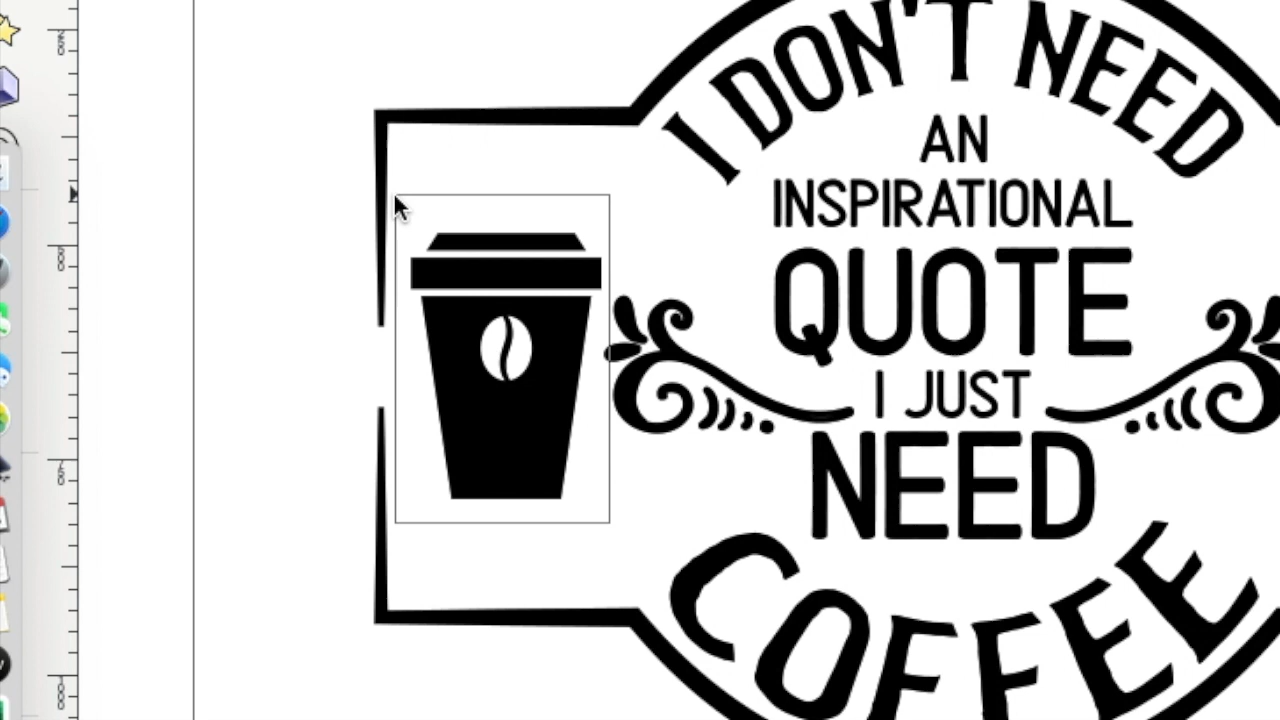 I DON'T NEED
AN
INSPIRATIONAL
QUOTE
I JUST
NEED
COFFEE